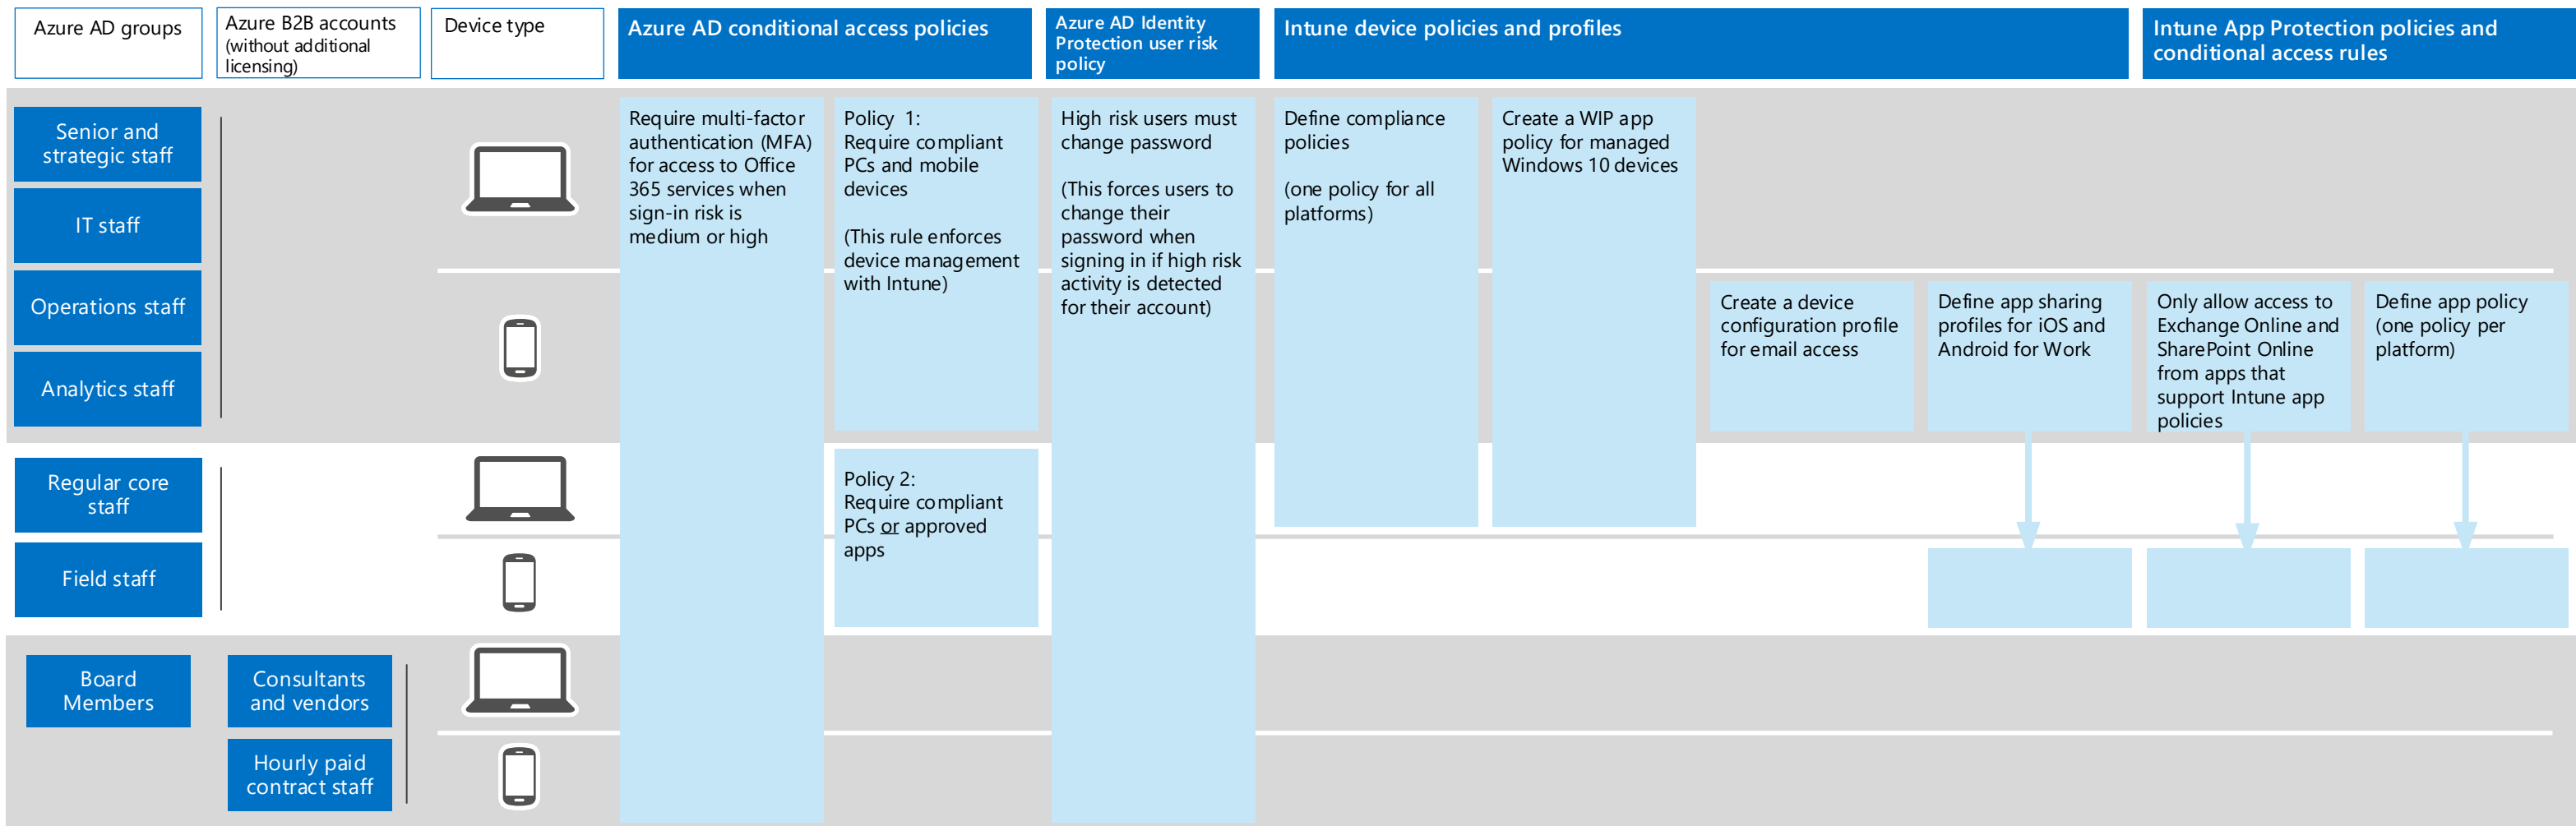 Azure AD groups
Azure B2B accounts
(without additional
licensing)
Device type
Azure AD conditional access policies
Azure AD Identity
Protection user risk
policy
Intune device policies and profiles
Intune App Protection policies and
conditional access rules
Senior and
strategic staff
IT staff
Operations staff
Analytics staff
Require multi-factor
authentication (MFA)
for access to Office
365 services when
sign-in risk is
medium or high
Policy 1:
Require compliant
PCs and mobile
devices
(This rule enforces
device management
with Intune)
High risk users must
change password
(This forces users to
change their
password when
signing in if high risk
activity is detected
for their account)
Define compliance
policies
(one policy for all
platforms)
Create a WIP app
policy for managed
Windows 10 devices
Create a device
configuration profile
for email access
Define app sharing
profiles for iOS and
Android for Work
Only allow access to
Exchange Online and
SharePoint Online
from apps that
support Intune app
policies
Define app policy
(one policy per
platform)
Regular core
staff
Field staff
Policy 2:
Require compliant
PCs or approved
apps
Board
Members
Consultants
and vendors
Hourly paid
contract staff